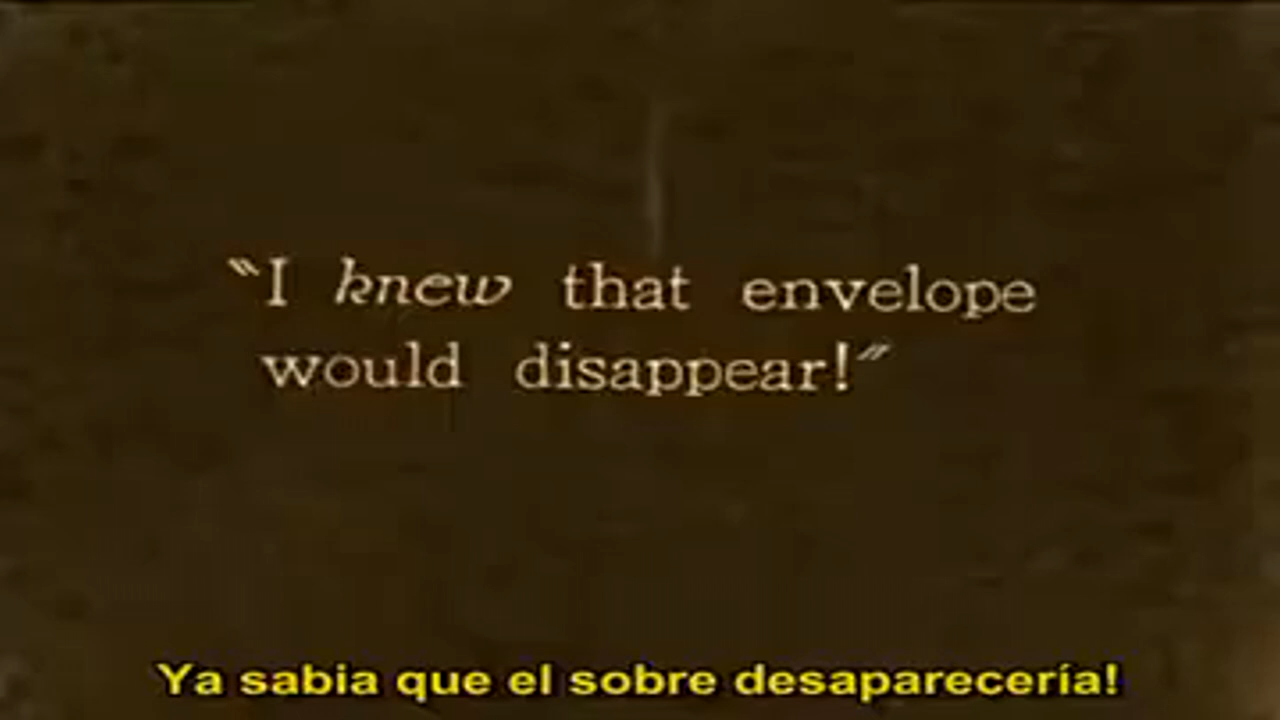 “I knew that envelope
would disappear!”
Ya sabia que el sobre desaparecería!